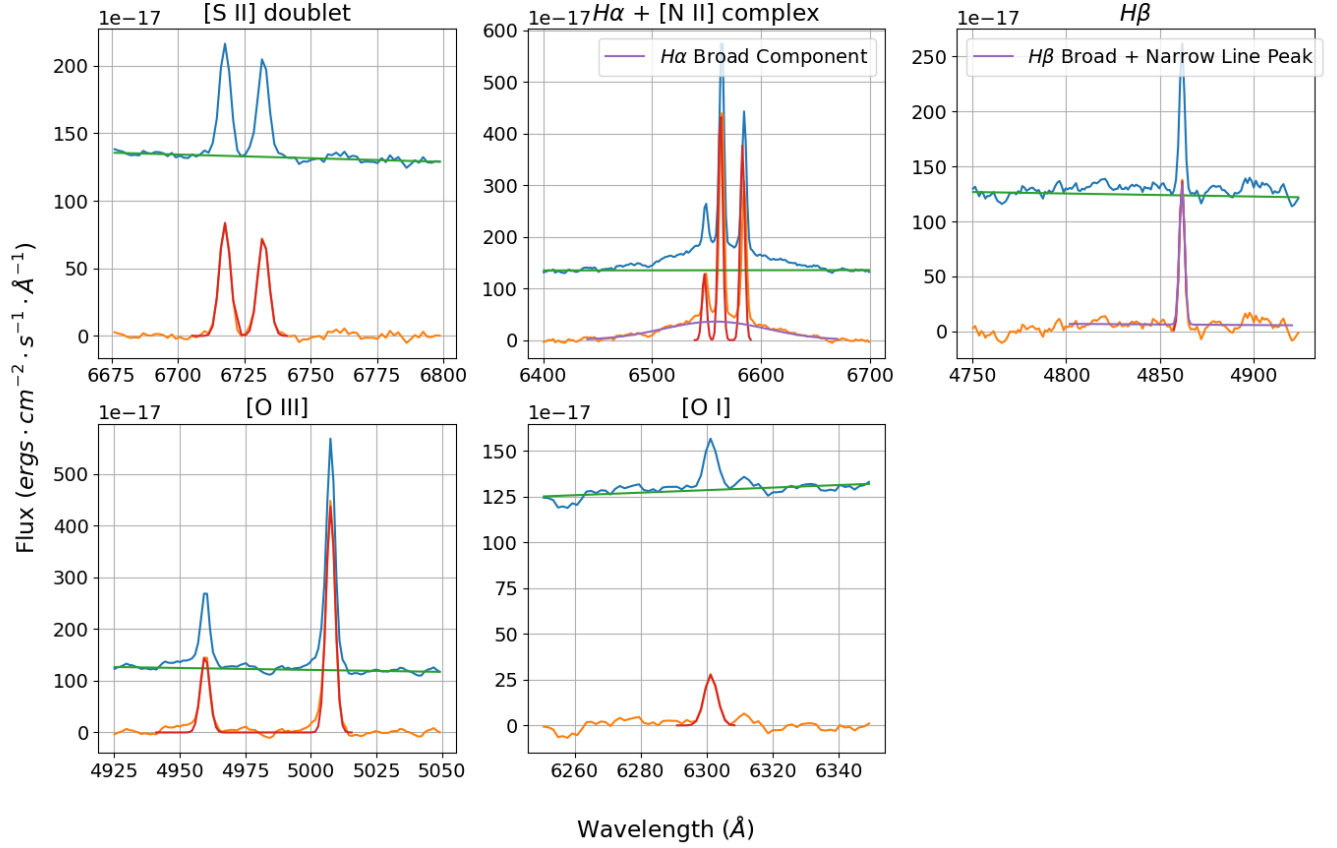 [S II] doublet
1e−17
200
150
100
50
0
6675 6700 6725 6750 6775 6800
Hα + [N II] complex
1e−17
Hα Broad Component
600
500
400
300
200
100
0
6400 6500 6600 6700
Hβ
1e−17
Hβ Broad + Narrow Line Peak
250
200
150
100
50
0
4750 4800 4850 4900
[O III]
1e−17
500
400
300
200
100
0
4925 4950 4975 5000 5025 5050
[O I]
1e−17
150
125
100
75
50
25
0
6260 6280 6300 6320 6340
Flux (ergs · cm⁻² · s⁻¹ · Å⁻¹)
Wavelength (Å)